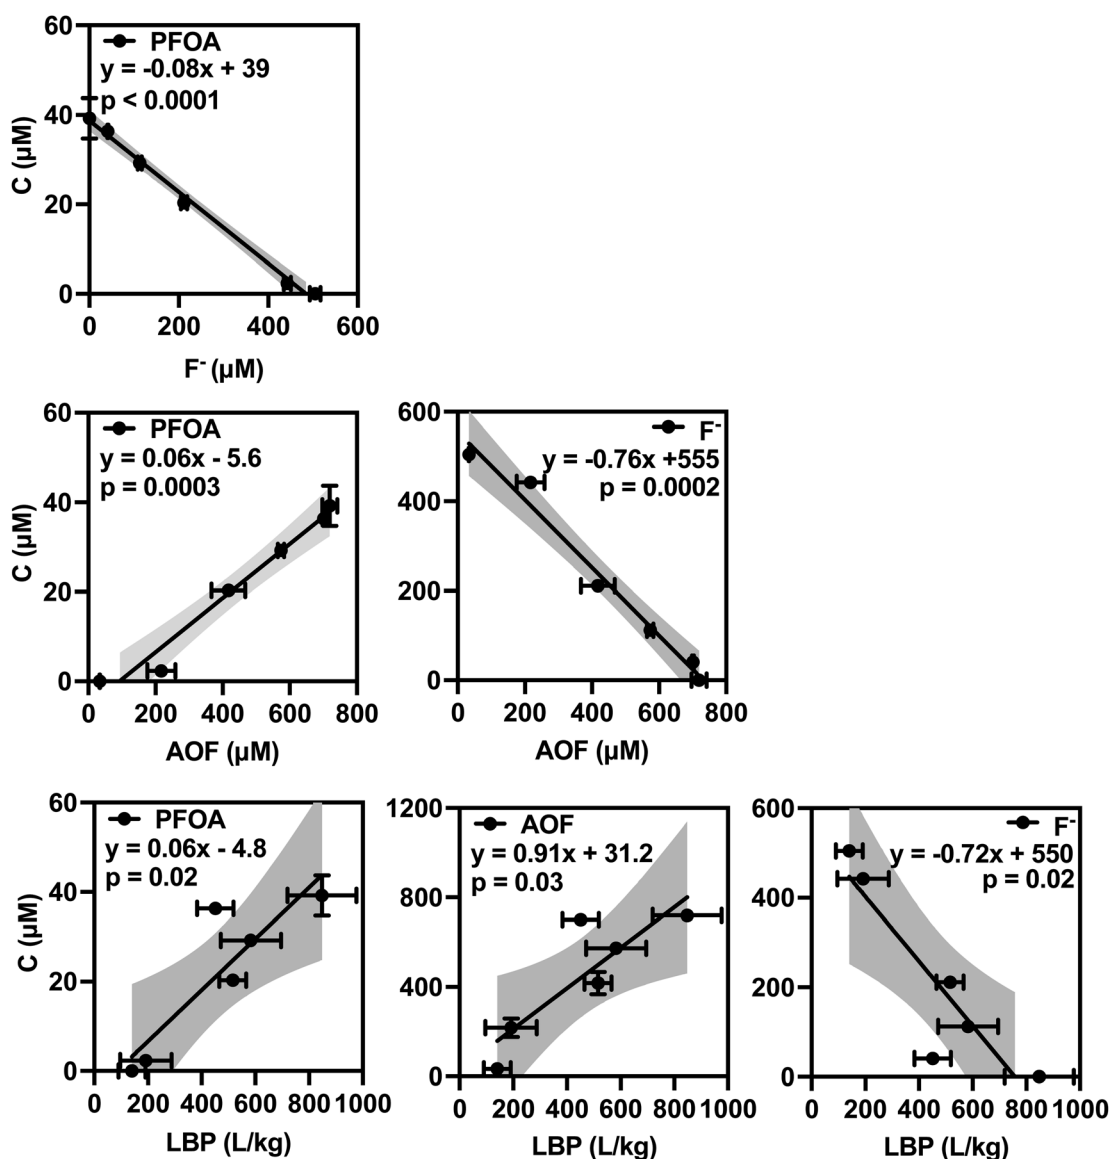 60
40
20
0
C (µM)
PFOA
y = -0.08x + 39
p < 0.0001
0 200 400 600
F- (µM)
60
40
20
0
C (µM)
PFOA
y = 0.06x - 5.6
p = 0.0003
0 200 400 600 800
AOF (µM)
600
400
200
0
F-
y = -0.76x +555
p = 0.0002
0 200 400 600 800
AOF (µM)
60
40
20
0
C (µM)
PFOA
y = 0.06x - 4.8
p = 0.02
0 200 400 600 800 1000
LBP (L/kg)
1200
800
400
0
AOF
y = 0.91x + 31.2
p = 0.03
0 200 400 600 800 1000
LBP (L/kg)
600
400
200
0
F-
y = -0.72x + 550
p = 0.02
0 200 400 600 800 1000
LBP (L/kg)